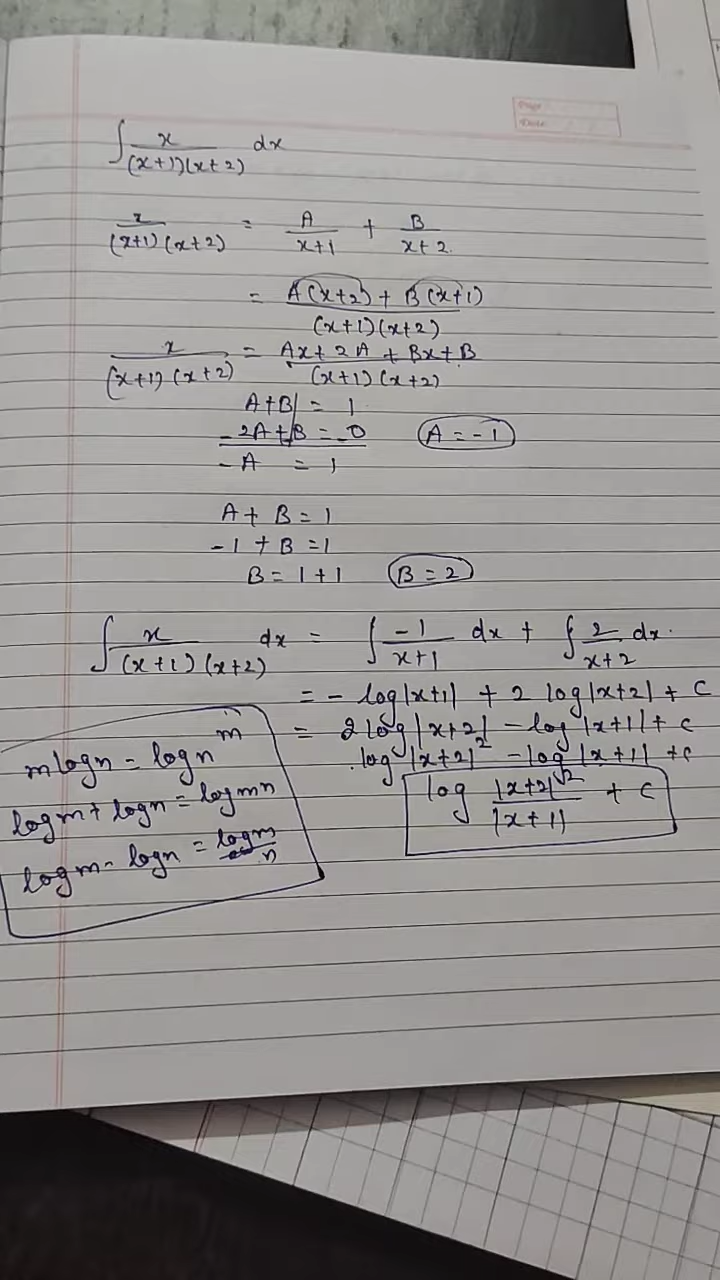 Page
Date
∫ x/((x+1)(x+2)) dx
x/((x+1)(x+2)) = A/(x+1) + B/(x+2)
= (A(x+2) + B(x+1))/((x+1)(x+2))
x/((x+1)(x+2)) = (Ax + 2A + Bx + B)/((x+1)(x+2))
A+B = 1
-2A+B = -0 A = -1
-A = 1
A + B = 1
-1 + B = 1
B = 1+1 B = 2
∫ x/((x+1)(x+2)) dx = ∫ -1/(x+1) dx + ∫ 2/(x+2) dx.
= - log|x+1| + 2 log|x+2| + c
= 2log|x+2| - log|x+1| + c
log|x+2|² - log|x+1| + c
log |x+2|²/|x+1| + c
m log n = log n^m
log m + log n = log mn
log m - log n = log m/n